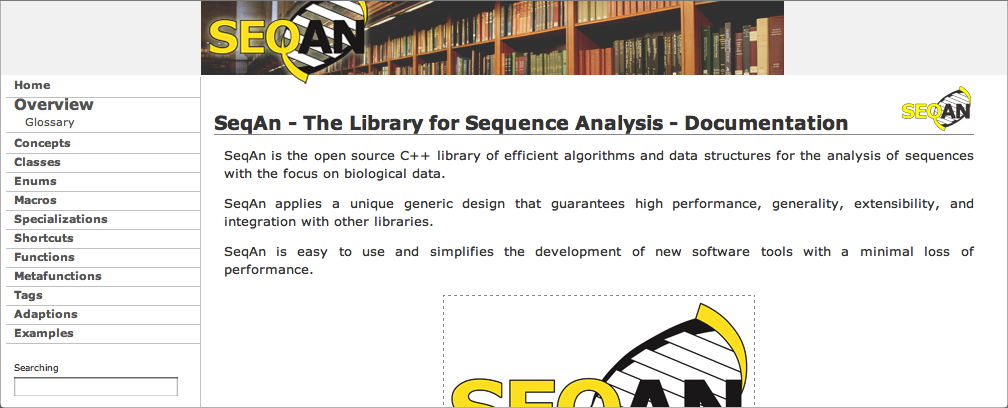 SEQAN
Home
Overview
Glossary
Concepts
Classes
Enums
Macros
Specializations
Shortcuts
Functions
Metafunctions
Tags
Adaptions
Examples
Searching
SEQAN
SeqAn - The Library for Sequence Analysis - Documentation
SeqAn is the open source C++ library of efficient algorithms and data structures for the analysis of sequences
with the focus on biological data.
SeqAn applies a unique generic design that guarantees high performance, generality, extensibility, and
integration with other libraries.
SeqAn is easy to use and simplifies the development of new software tools with a minimal loss of
performance.
SEQAN